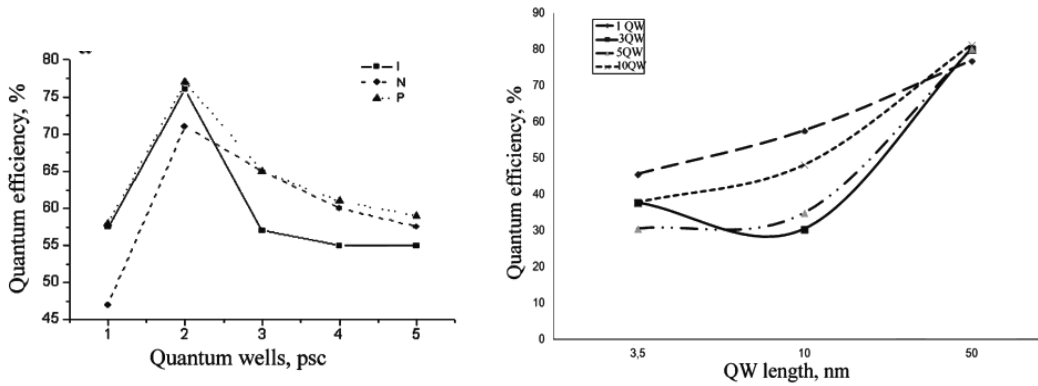 80
75
70
65
60
55
50
45
Quantum efficiency, %
1 2 3 4 5
Quantum wells, psc
I
N
P
90
80
70
60
50
40
30
20
10
0
Quantum efficiency, %
3,5 10 50
QW length, nm
1 QW
3QW
5QW
10QW